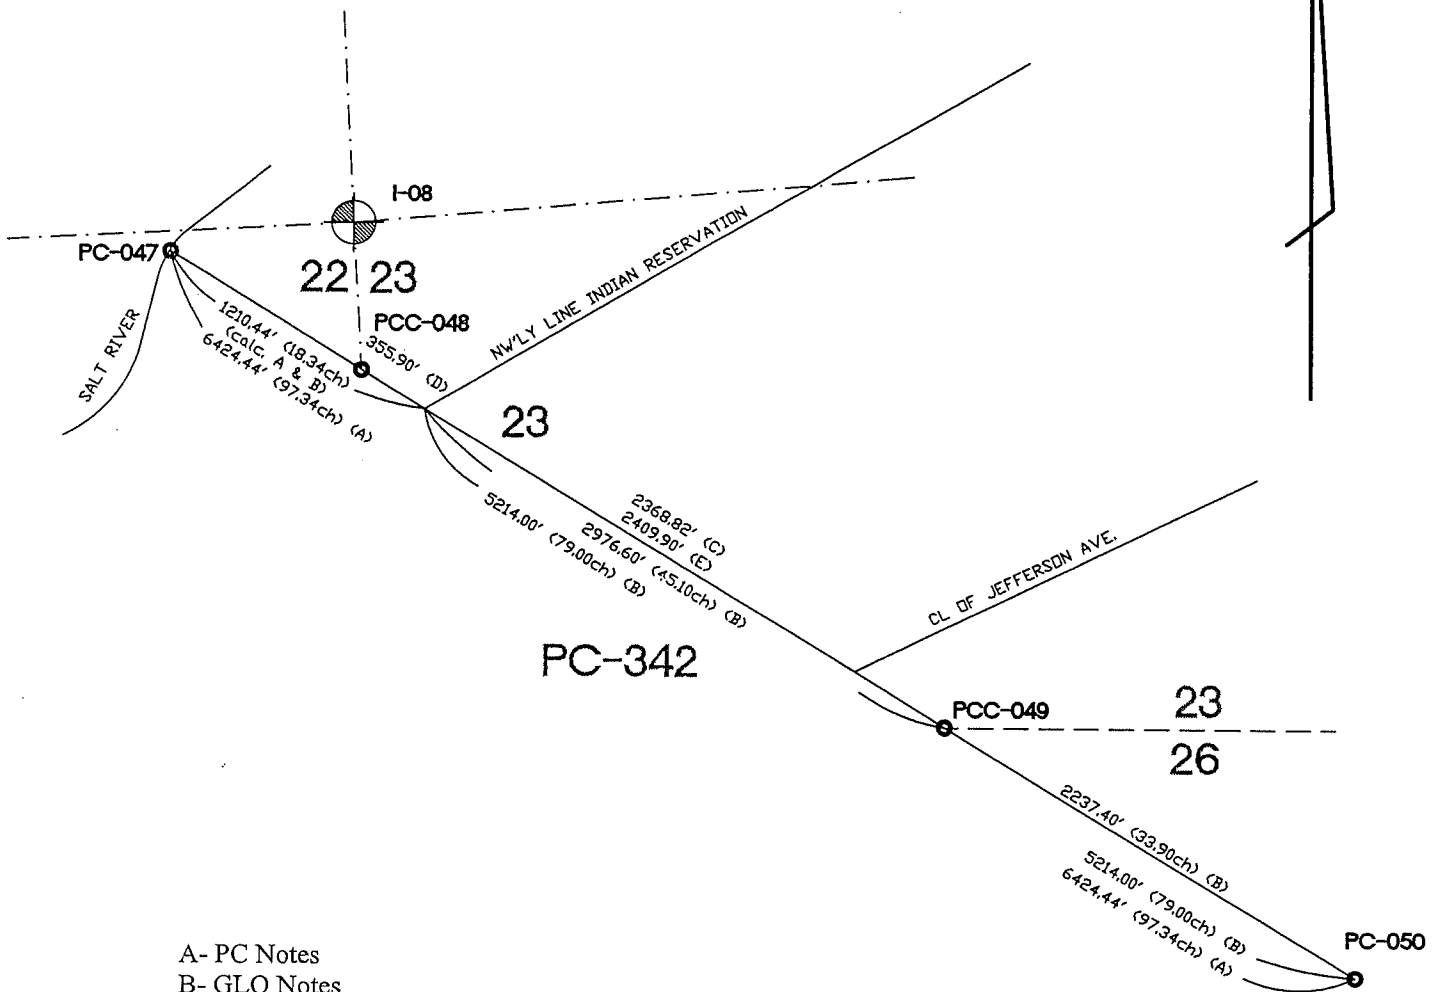 I-08
PC-047
22 23
PCC-048
NW'LY LINE INDIAN RESERVATION
SALT RIVER
1210.44' (18.34ch)
(calc. A & B)
6424.44' (97.34ch) (A)
355.90' (D)
23
2368.82' (C)
2409.90' (E)
2976.60' (45.10ch) (B)
5214.00' (79.00ch) (B)
CL OF JEFFERSON AVE.
PC-342
PCC-049
23
26
2237.40' (33.90ch) (B)
5214.00' (79.00ch) (B)
6424.44' (97.34ch) (A)
PC-050
A- PC Notes
B- GLO Notes